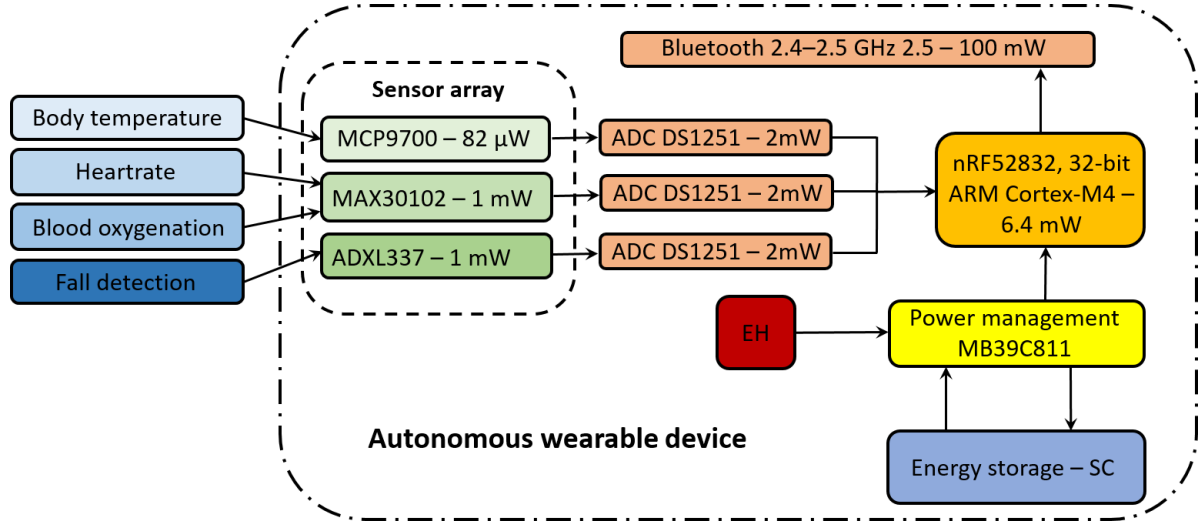 Bluetooth 2.4–2.5 GHz 2.5 – 100 mW
Sensor array
Body temperature
Heartrate
Blood oxygenation
Fall detection
MCP9700 – 82 µW
MAX30102 – 1 mW
ADXL337 – 1 mW
ADC DS1251 – 2mW
ADC DS1251 – 2mW
ADC DS1251 – 2mW
nRF52832, 32-bit
ARM Cortex-M4 –
6.4 mW
EH
Power management
MB39C811
Autonomous wearable device
Energy storage – SC